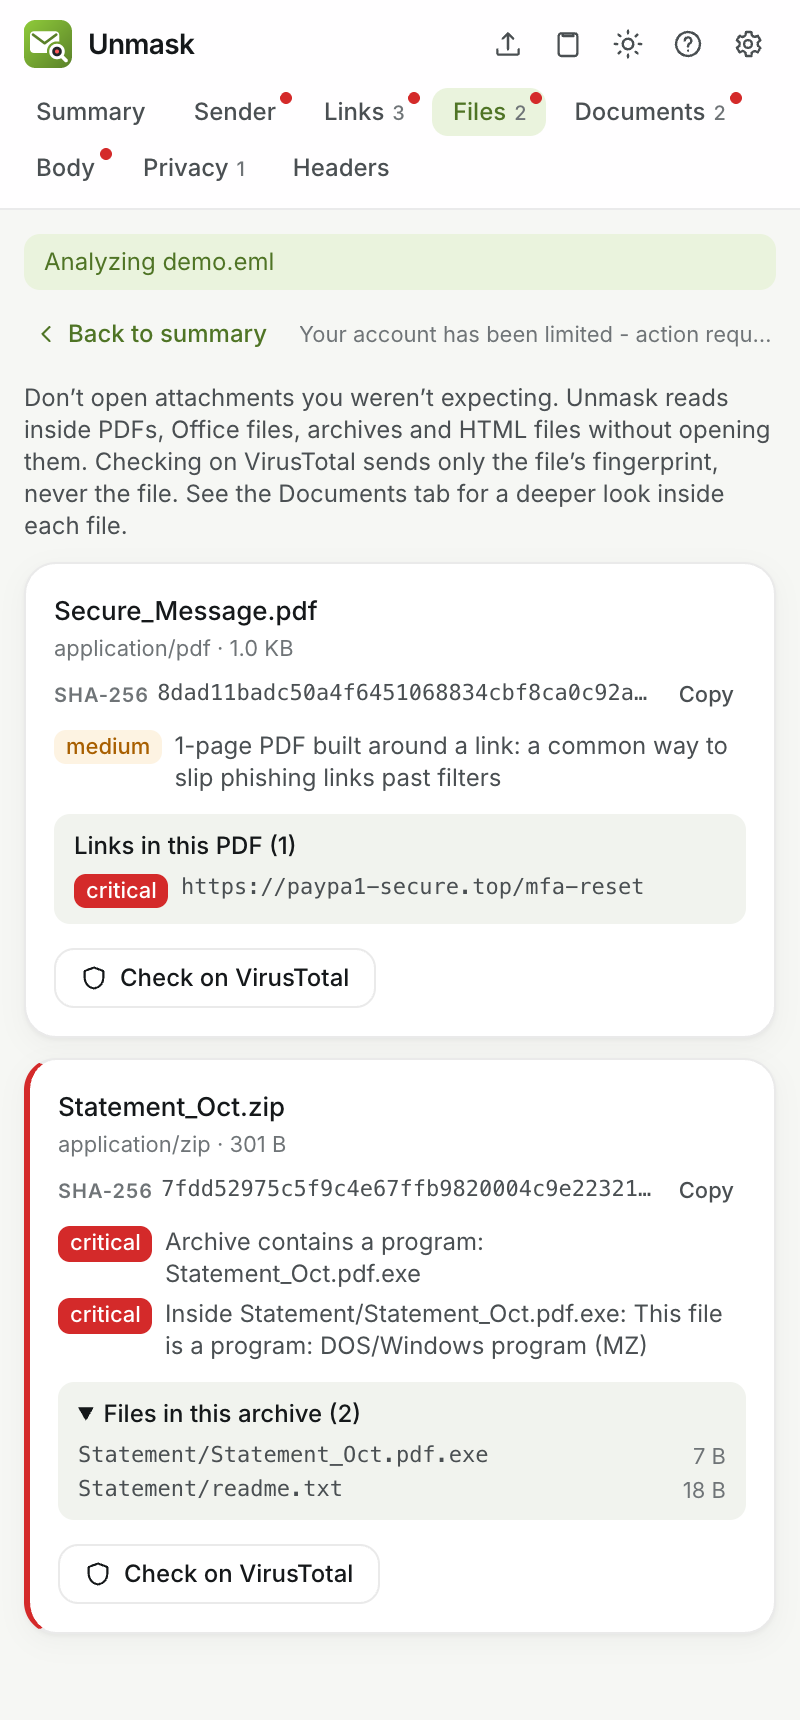 Unmask
Summary Sender Links 3 Files 2 Documents 2
Body Privacy 1 Headers
Analyzing demo.eml
Back to summary Your account has been limited - action requ…
Don’t open attachments you weren’t expecting. Unmask reads
inside PDFs, Office files, archives and HTML files without opening
them. Checking on VirusTotal sends only the file’s fingerprint,
never the file. See the Documents tab for a deeper look inside
each file.
Secure_Message.pdf
application/pdf · 1.0 KB
SHA-256 8dad11badc50a4f6451068834cbf8ca0c92a… Copy
medium 1-page PDF built around a link: a common way to
slip phishing links past filters
Links in this PDF (1)
critical https://paypa1-secure.top/mfa-reset
Check on VirusTotal
Statement_Oct.zip
application/zip · 301 B
SHA-256 7fdd52975c5f9c4e67ffb9820004c9e22321… Copy
critical Archive contains a program:
Statement_Oct.pdf.exe
critical Inside Statement/Statement_Oct.pdf.exe: This file
is a program: DOS/Windows program (MZ)
Files in this archive (2)
Statement/Statement_Oct.pdf.exe 7 B
Statement/readme.txt 18 B
Check on VirusTotal